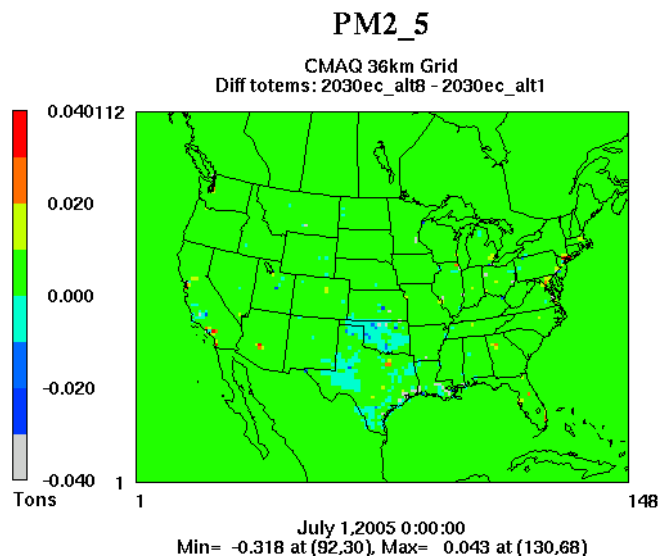 PM2_5
CMAQ 36km Grid
Diff totems: 2030ec_alt8 - 2030ec_alt1
0.040
0.020
0.000
-0.020
-0.040
Tons
112
1
1
148
July 1,2005 0:00:00
Min= -0.318 at (92,30), Max= 0.043 at (130,68)